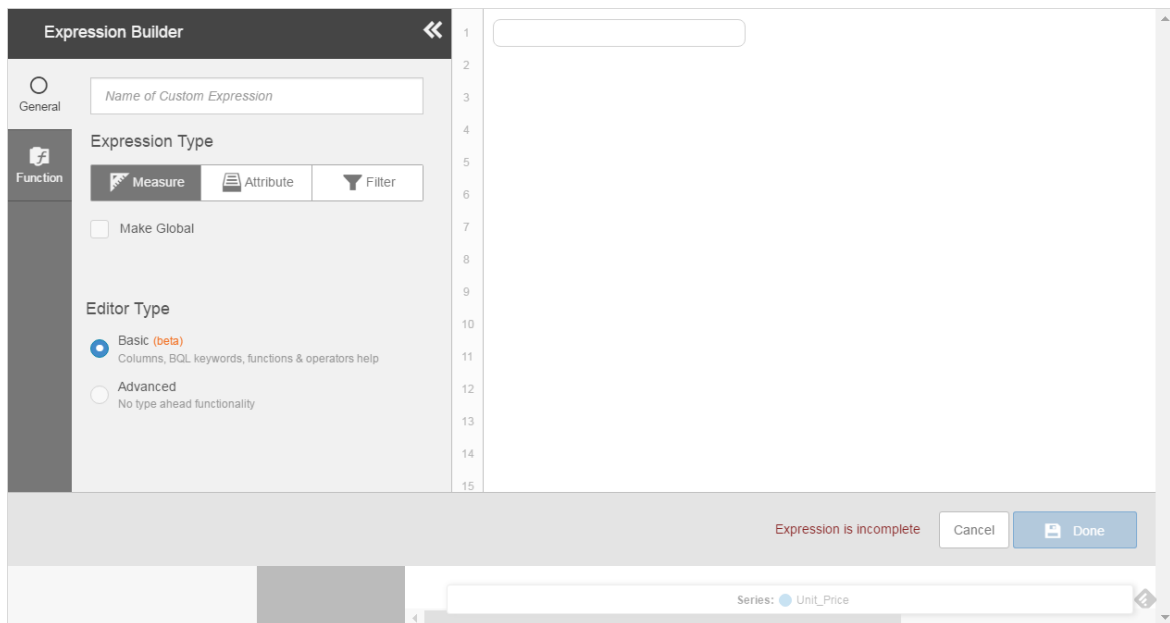 Expression Builder
General
Function
Name of Custom Expression
Expression Type
Measure
Attribute
Filter
Make Global
Editor Type
Basic (beta)
Columns, BQL keywords, functions & operators help
Advanced
No type ahead functionality
1
2
3
4
5
6
7
8
9
10
11
12
13
14
15
Expression is incomplete
Cancel
Done
Series: Unit_Price